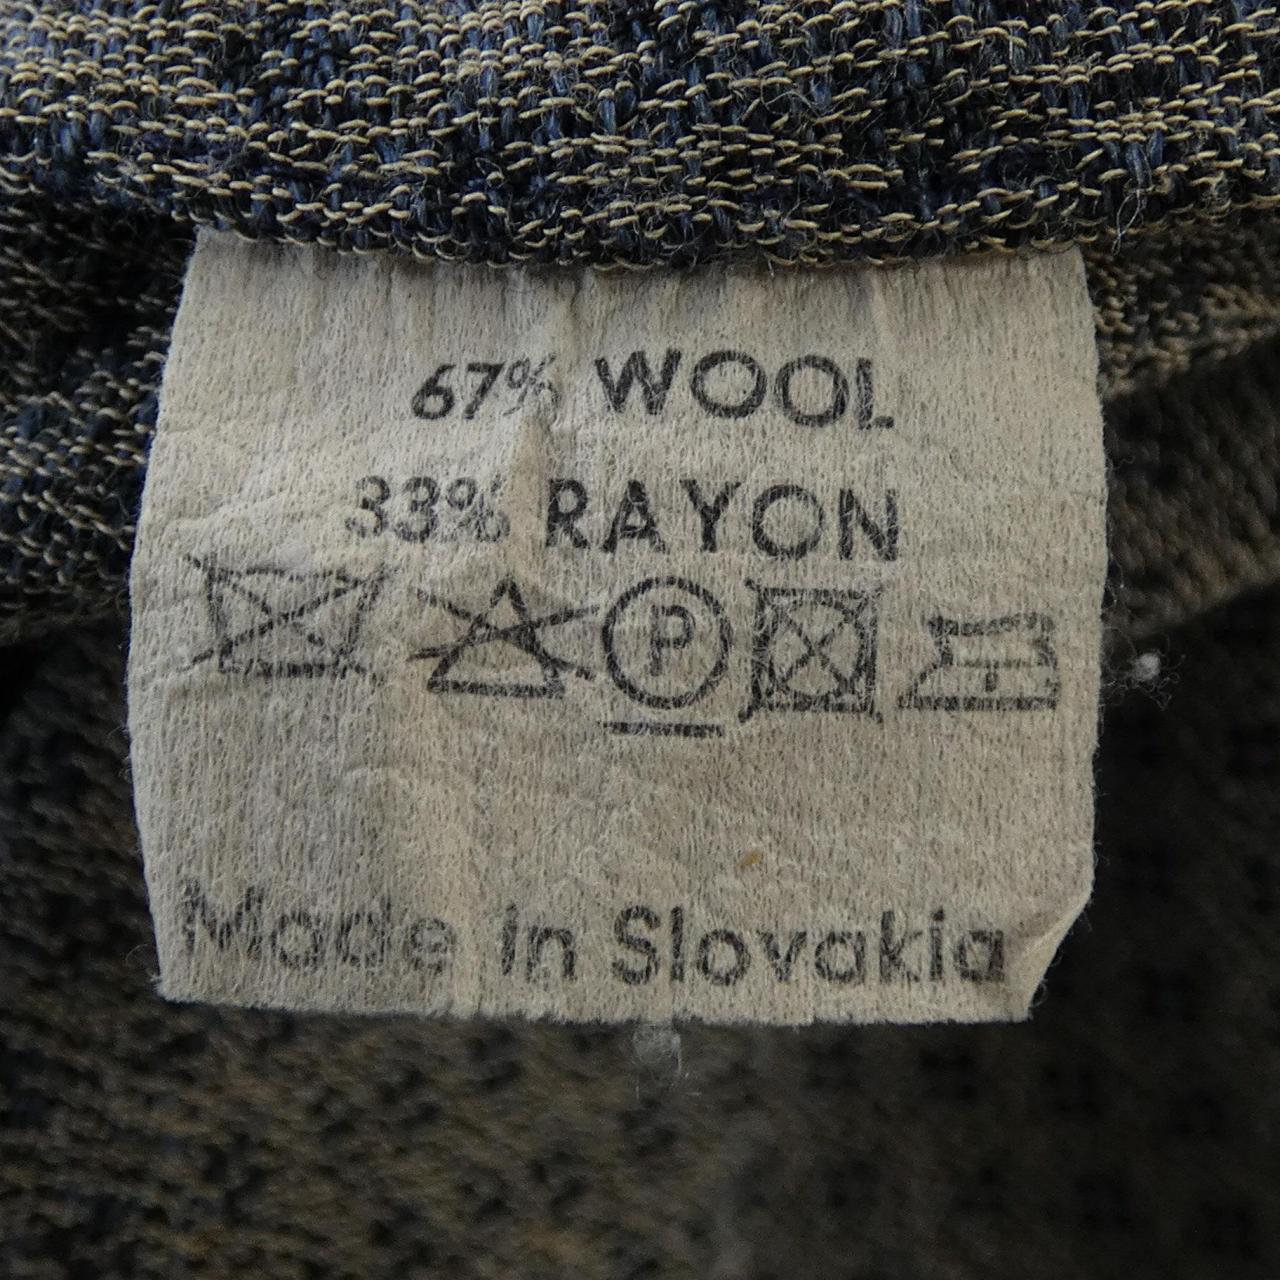 67% WOOL
33% RAYON
P
Made in Slovakia